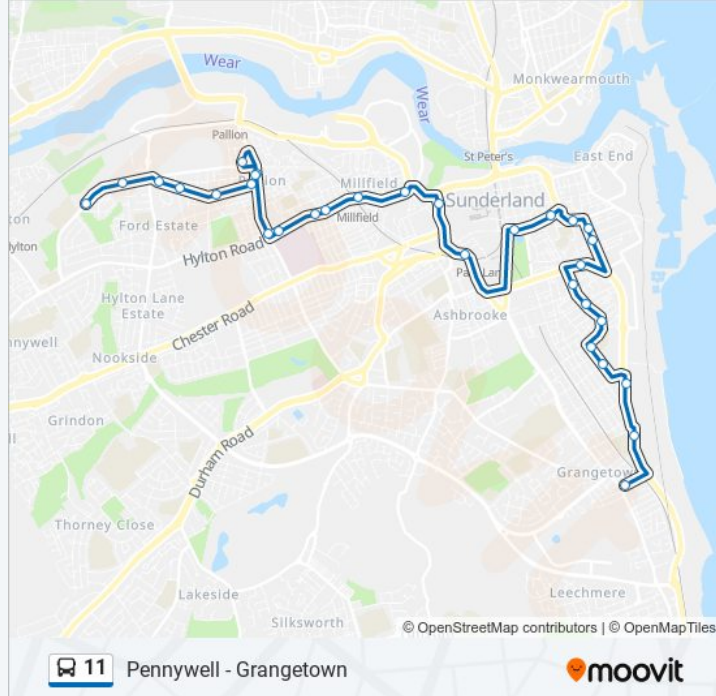 Wear
Monkwearmouth
Pallion
Wear
St Peter's
East End
Pallion
Millfield
Sunderland
Millfield
Ford Estate
Hylton Road
Hylton
Park Lane
Hylton Lane
Estate
Chester Road
Ashbrooke
Nookside
Grindon
Durham Road
Grangetown
Thorney Close
Lakeside
Leechmere
Silksworth
© OpenStreetMap contributors | © OpenMapTiles
11 Pennywell - Grangetown
moovit